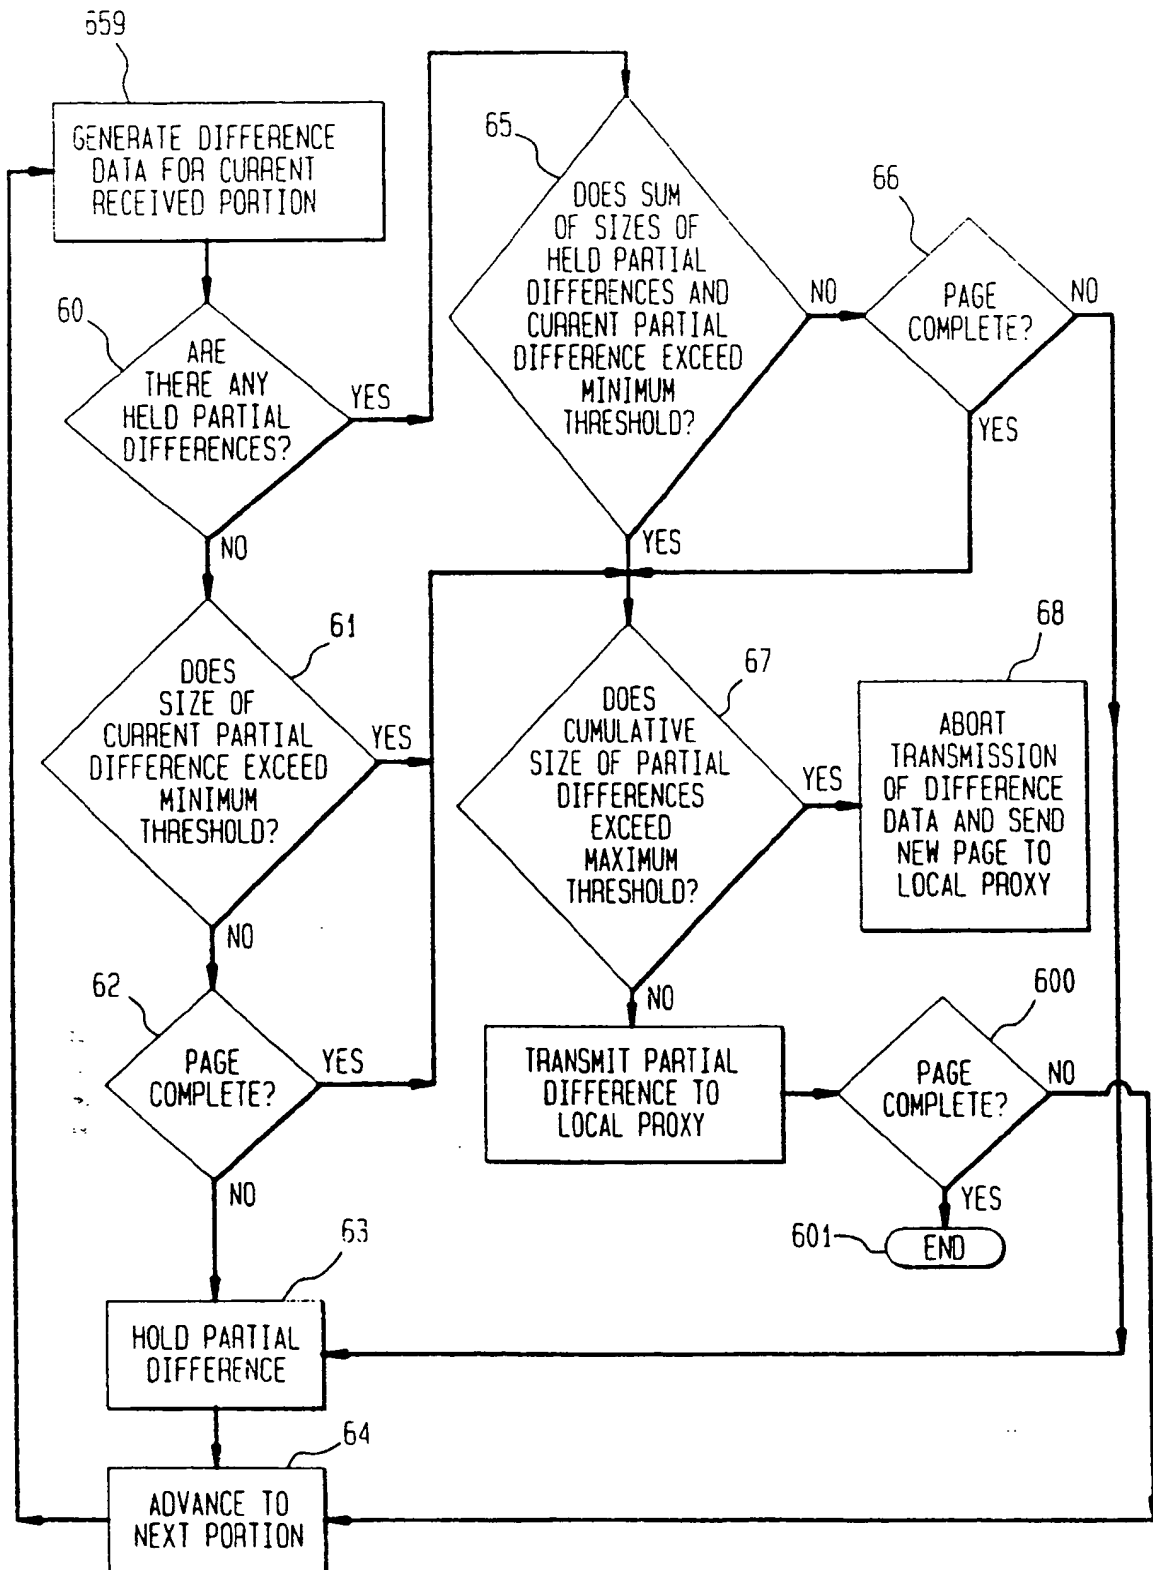 659
GENERATE DIFFERENCE
DATA FOR CURRENT
RECEIVED PORTION
60
ARE
THERE ANY
HELD PARTIAL
DIFFERENCES?
YES
NO
61
DOES
SIZE OF
CURRENT PARTIAL
DIFFERENCE EXCEED
MINIMUM
THRESHOLD?
YES
NO
62
PAGE
COMPLETE?
YES
NO
63
HOLD PARTIAL
DIFFERENCE
64
ADVANCE TO
NEXT PORTION
65
DOES SUM
OF SIZES OF
HELD PARTIAL
DIFFERENCES AND
CURRENT PARTIAL
DIFFERENCE EXCEED
MINIMUM
THRESHOLD?
NO
YES
66
PAGE
COMPLETE?
NO
YES
67
DOES
CUMULATIVE
SIZE OF PARTIAL
DIFFERENCES
EXCEED
MAXIMUM
THRESHOLD?
YES
NO
68
ABORT
TRANSMISSION
OF DIFFERENCE
DATA AND SEND
NEW PAGE TO
LOCAL PROXY
TRANSMIT PARTIAL
DIFFERENCE TO
LOCAL PROXY
600
PAGE
COMPLETE?
NO
YES
601
END